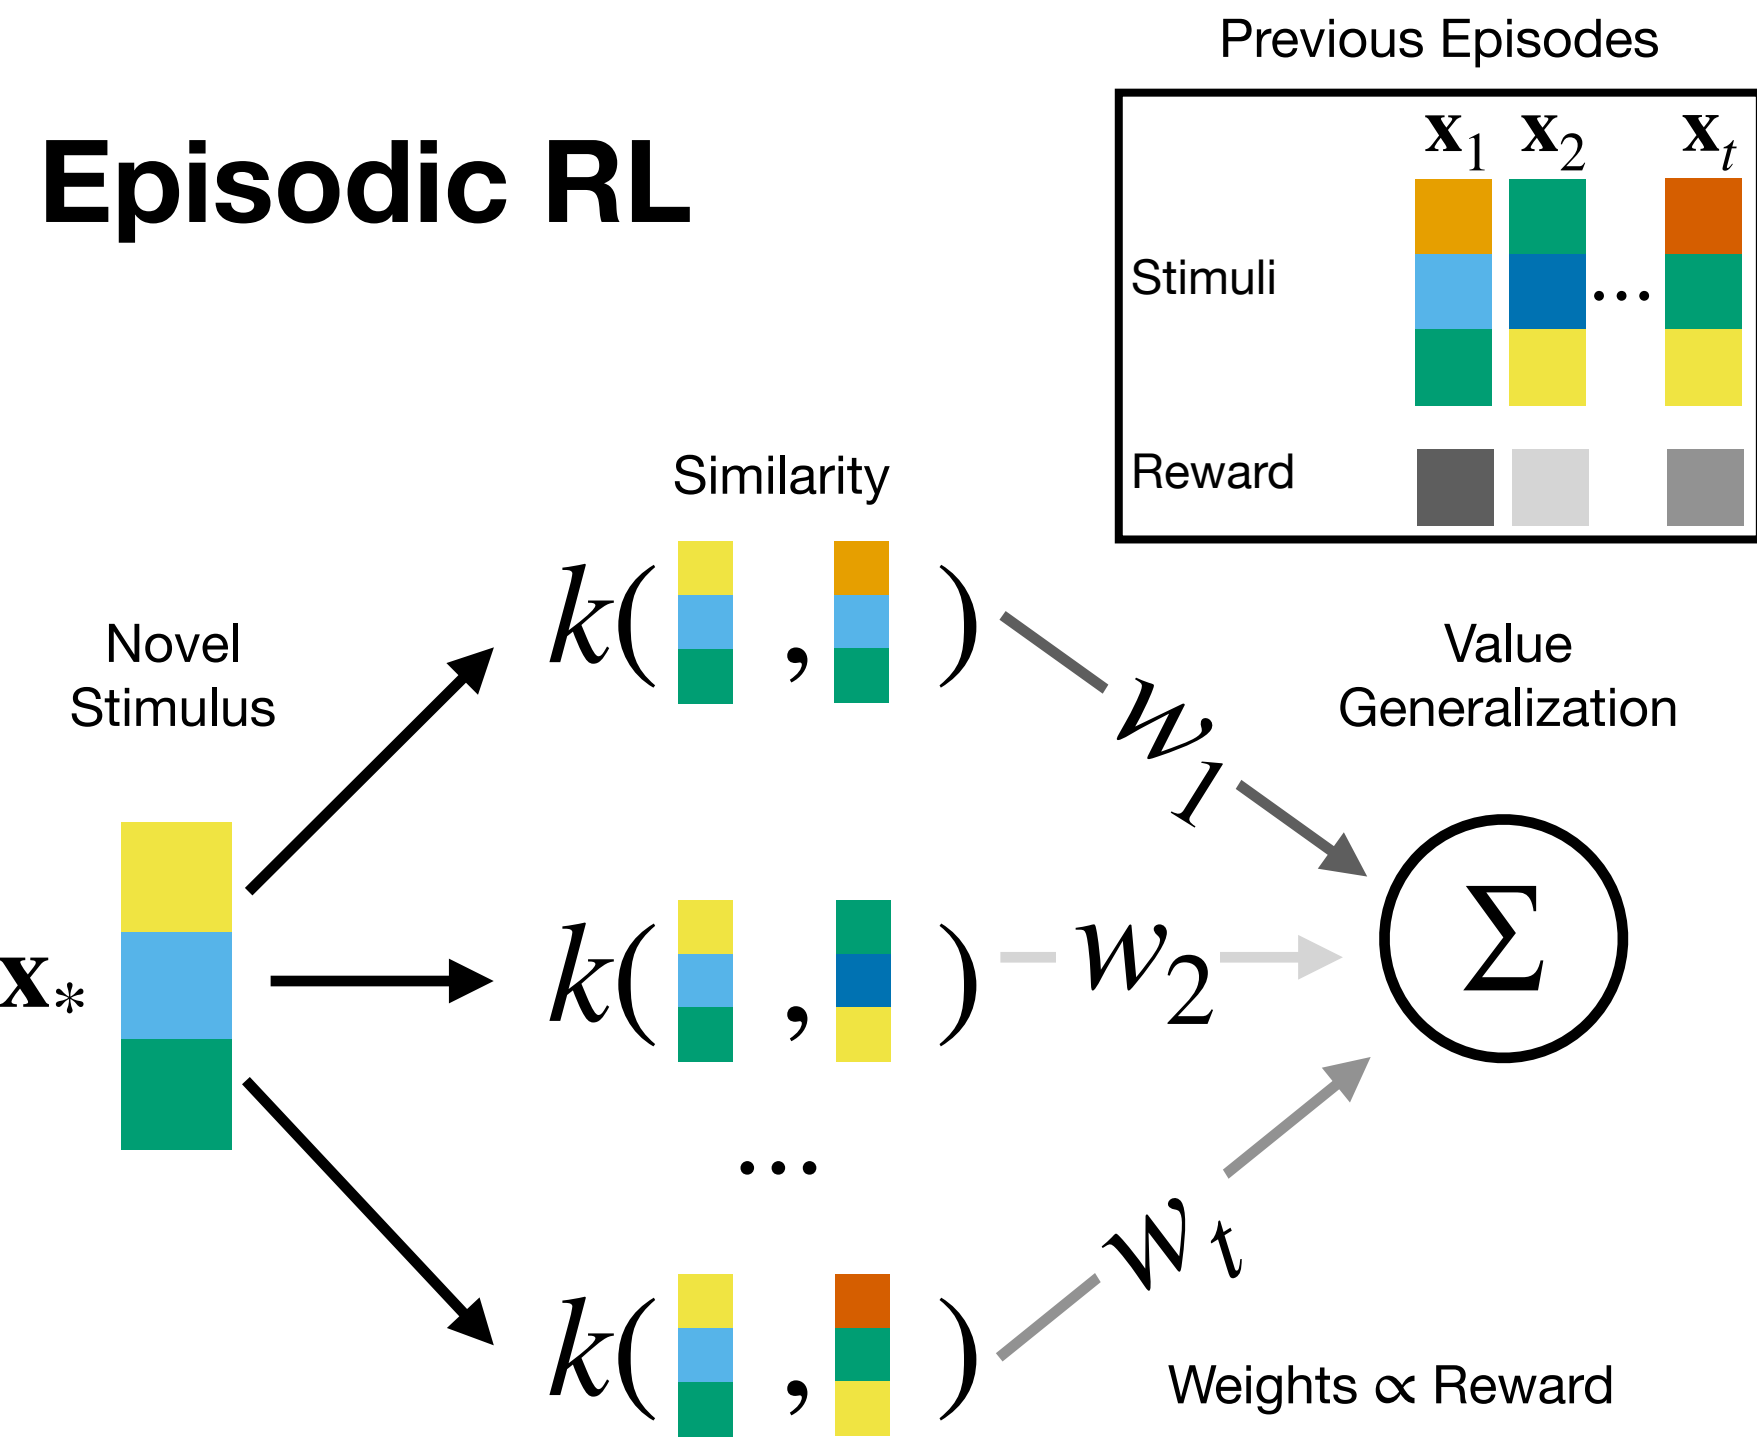 Previous Episodes
Episodic RL
x₁ x₂ xₜ
Stimuli
...
Reward
Similarity
k( , )
Novel
Stimulus
w₁
Value
Generalization
x*
k( , )
w₂
Σ
...
wₜ
k( , )
Weights ∝ Reward